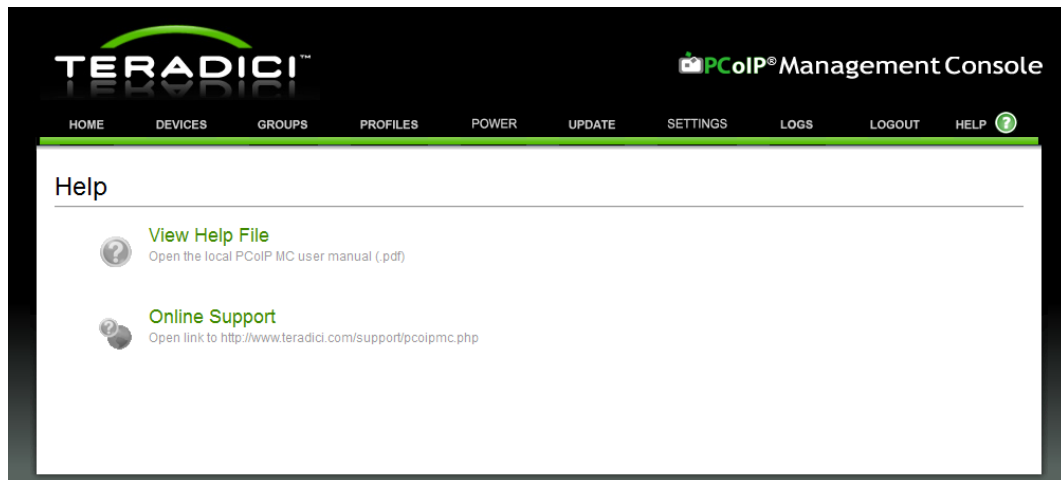 TERADICI™
PCoIP® Management Console
HOME DEVICES GROUPS PROFILES POWER UPDATE SETTINGS LOGS LOGOUT HELP ?
Help
View Help File
Open the local PCoIP MC user manual (.pdf)
Online Support
Open link to http://www.teradici.com/support/pcoipmc.php